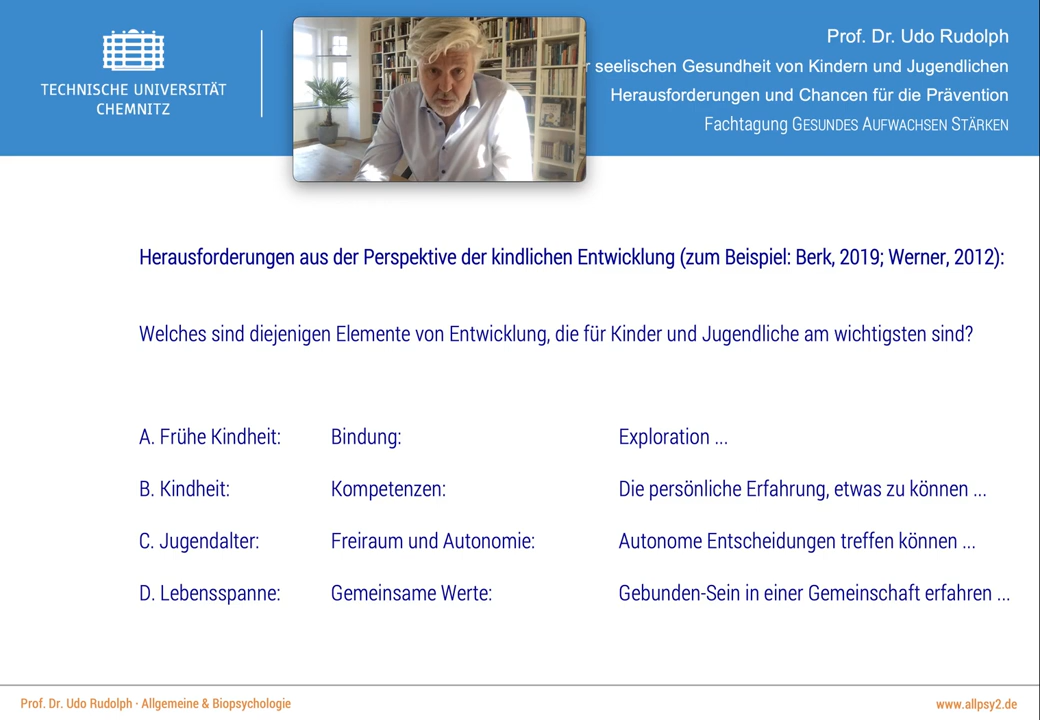 TECHNISCHE UNIVERSITÄT
CHEMNITZ
Prof. Dr. Udo Rudolph
seelischen Gesundheit von Kindern und Jugendlichen
Herausforderungen und Chancen für die Prävention
Fachtagung GESUNDES AUFWACHSEN STÄRKEN
Herausforderungen aus der Perspektive der kindlichen Entwicklung (zum Beispiel: Berk, 2019; Werner, 2012):
Welches sind diejenigen Elemente von Entwicklung, die für Kinder und Jugendliche am wichtigsten sind?
A. Frühe Kindheit: Bindung: Exploration ...
B. Kindheit: Kompetenzen: Die persönliche Erfahrung, etwas zu können ...
C. Jugendalter: Freiraum und Autonomie: Autonome Entscheidungen treffen können ...
D. Lebensspanne: Gemeinsame Werte: Gebunden-Sein in einer Gemeinschaft erfahren ...
Prof. Dr. Udo Rudolph · Allgemeine & Biopsychologie
www.allpsy2.de